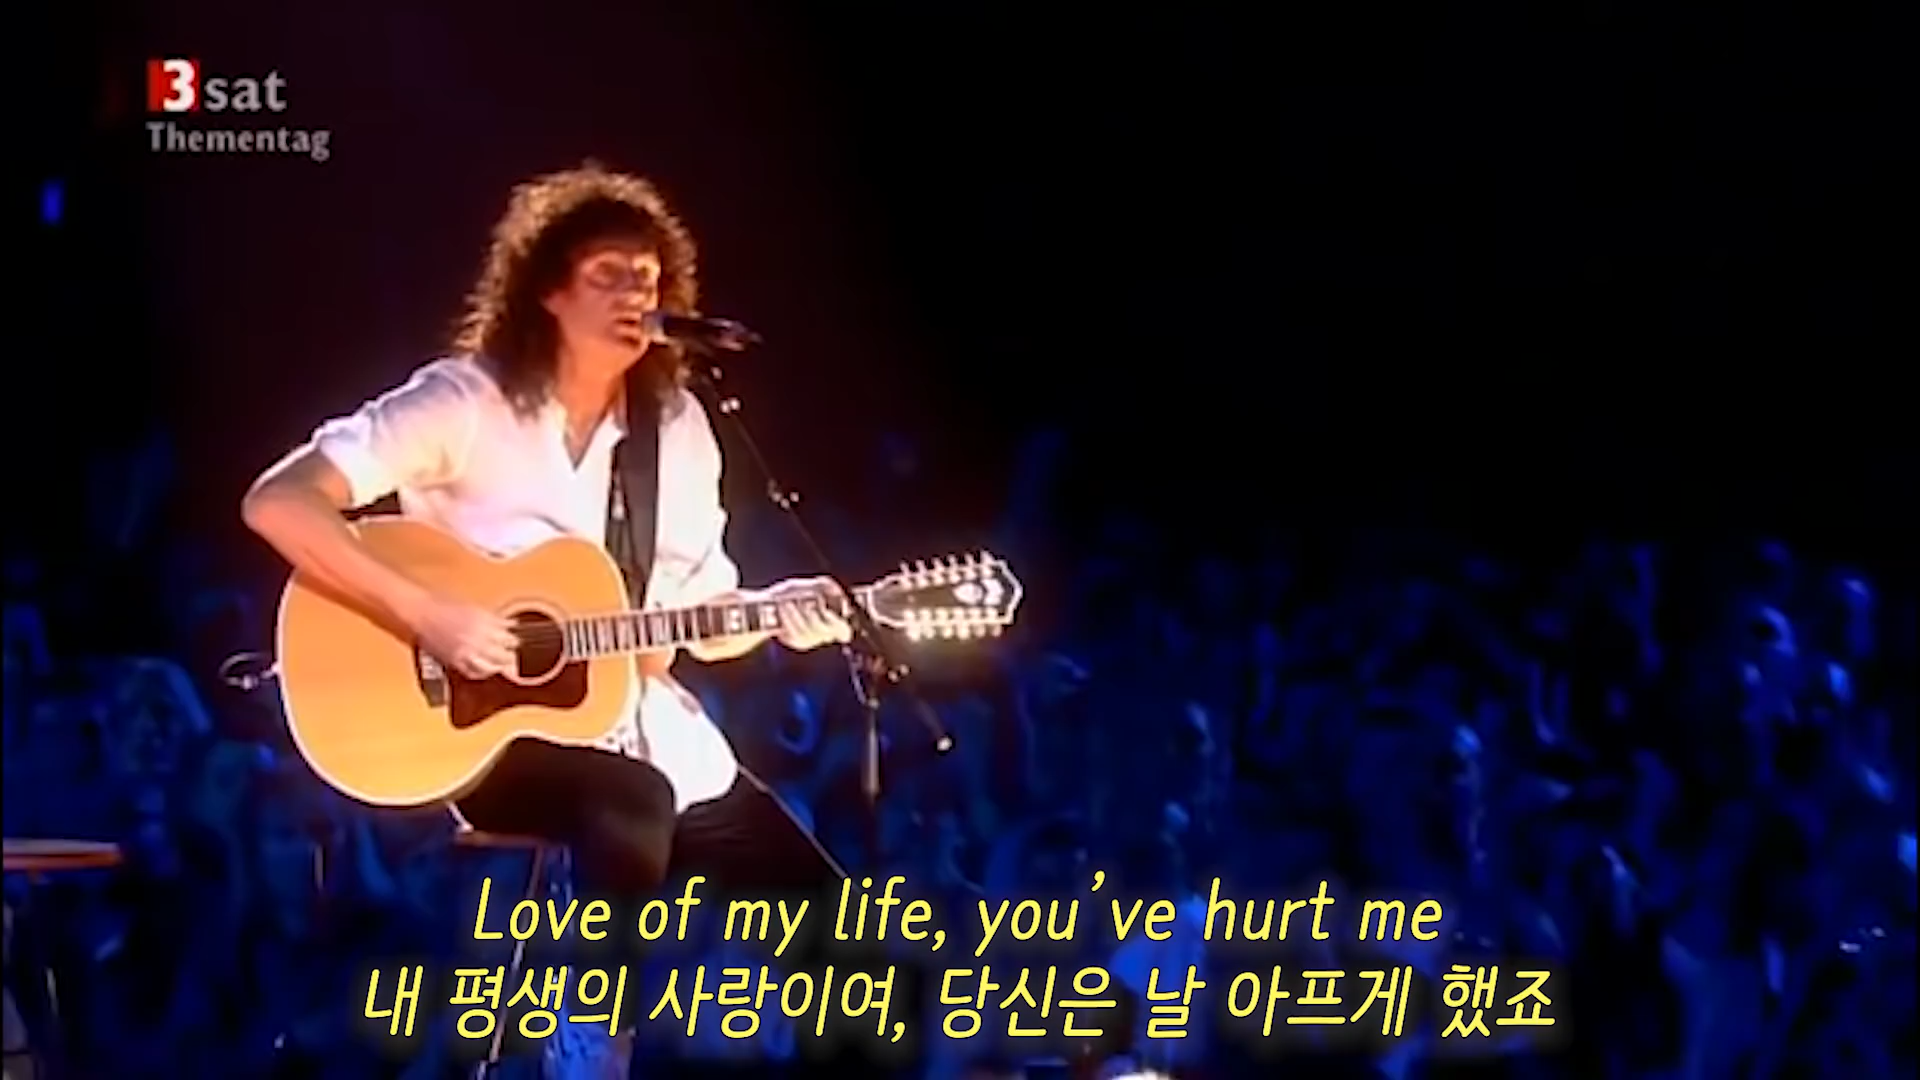 3sat
Thementag
Love of my life, you've hurt me
내 평생의 사랑이여, 당신은 날 아프게 했죠